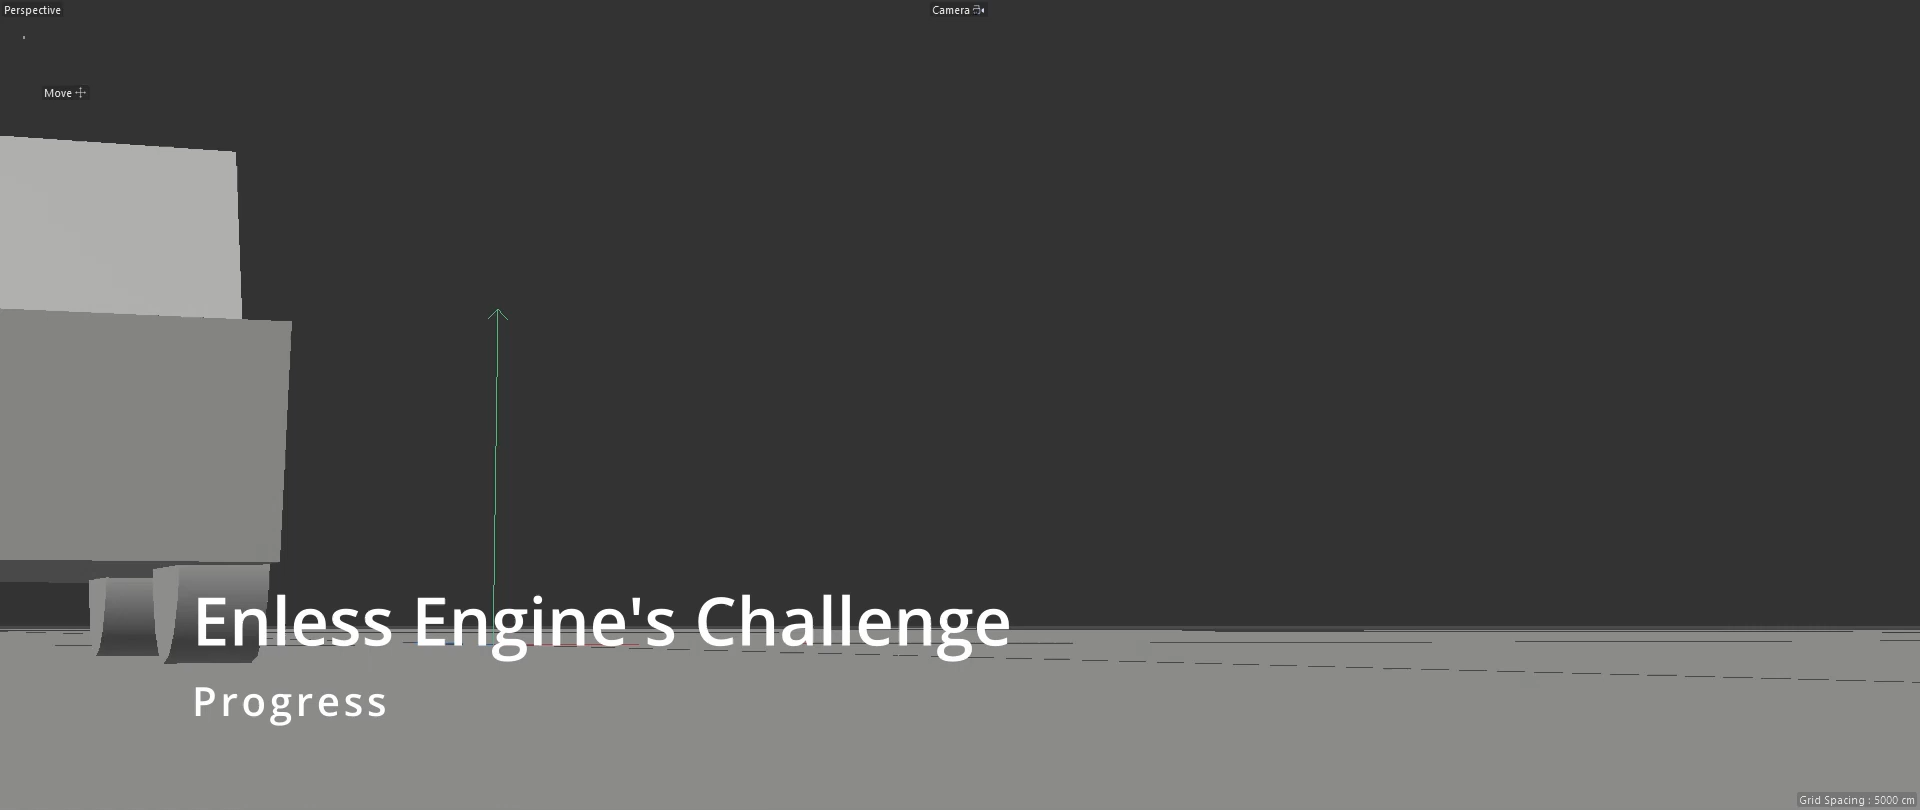 Perspective
Camera
Move
Enless Engine's Challenge
Progress
Grid Spacing : 5000 cm